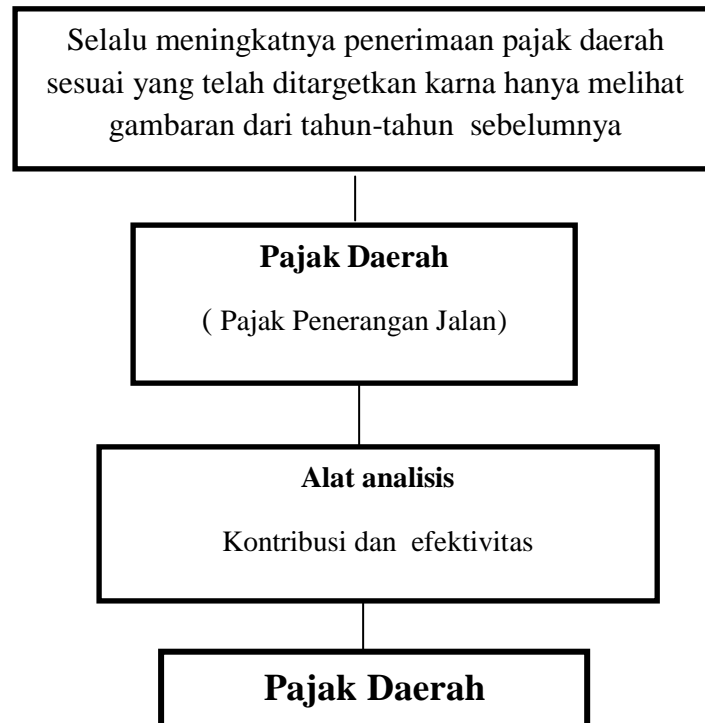 Selalu meningkatnya penerimaan pajak daerah
sesuai yang telah ditargetkan karna hanya melihat
gambaran dari tahun-tahun  sebelumnya
Pajak Daerah
( Pajak Penerangan Jalan)
Alat analisis
Kontribusi dan  efektivitas
Pajak Daerah